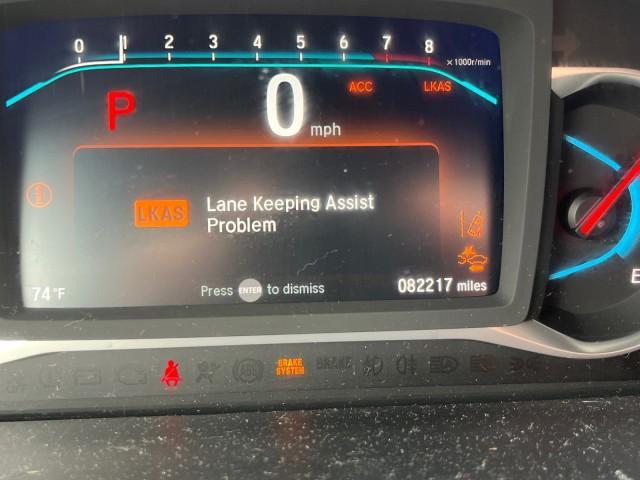 0 1 2 3 4 5 6 7 8 ×1000r/min
P 0 mph ACC LKAS
LKAS Lane Keeping Assist
Problem
74°F Press ENTER to dismiss 082217 miles
E
(ABS) BRAKE SYSTEM BRAKE